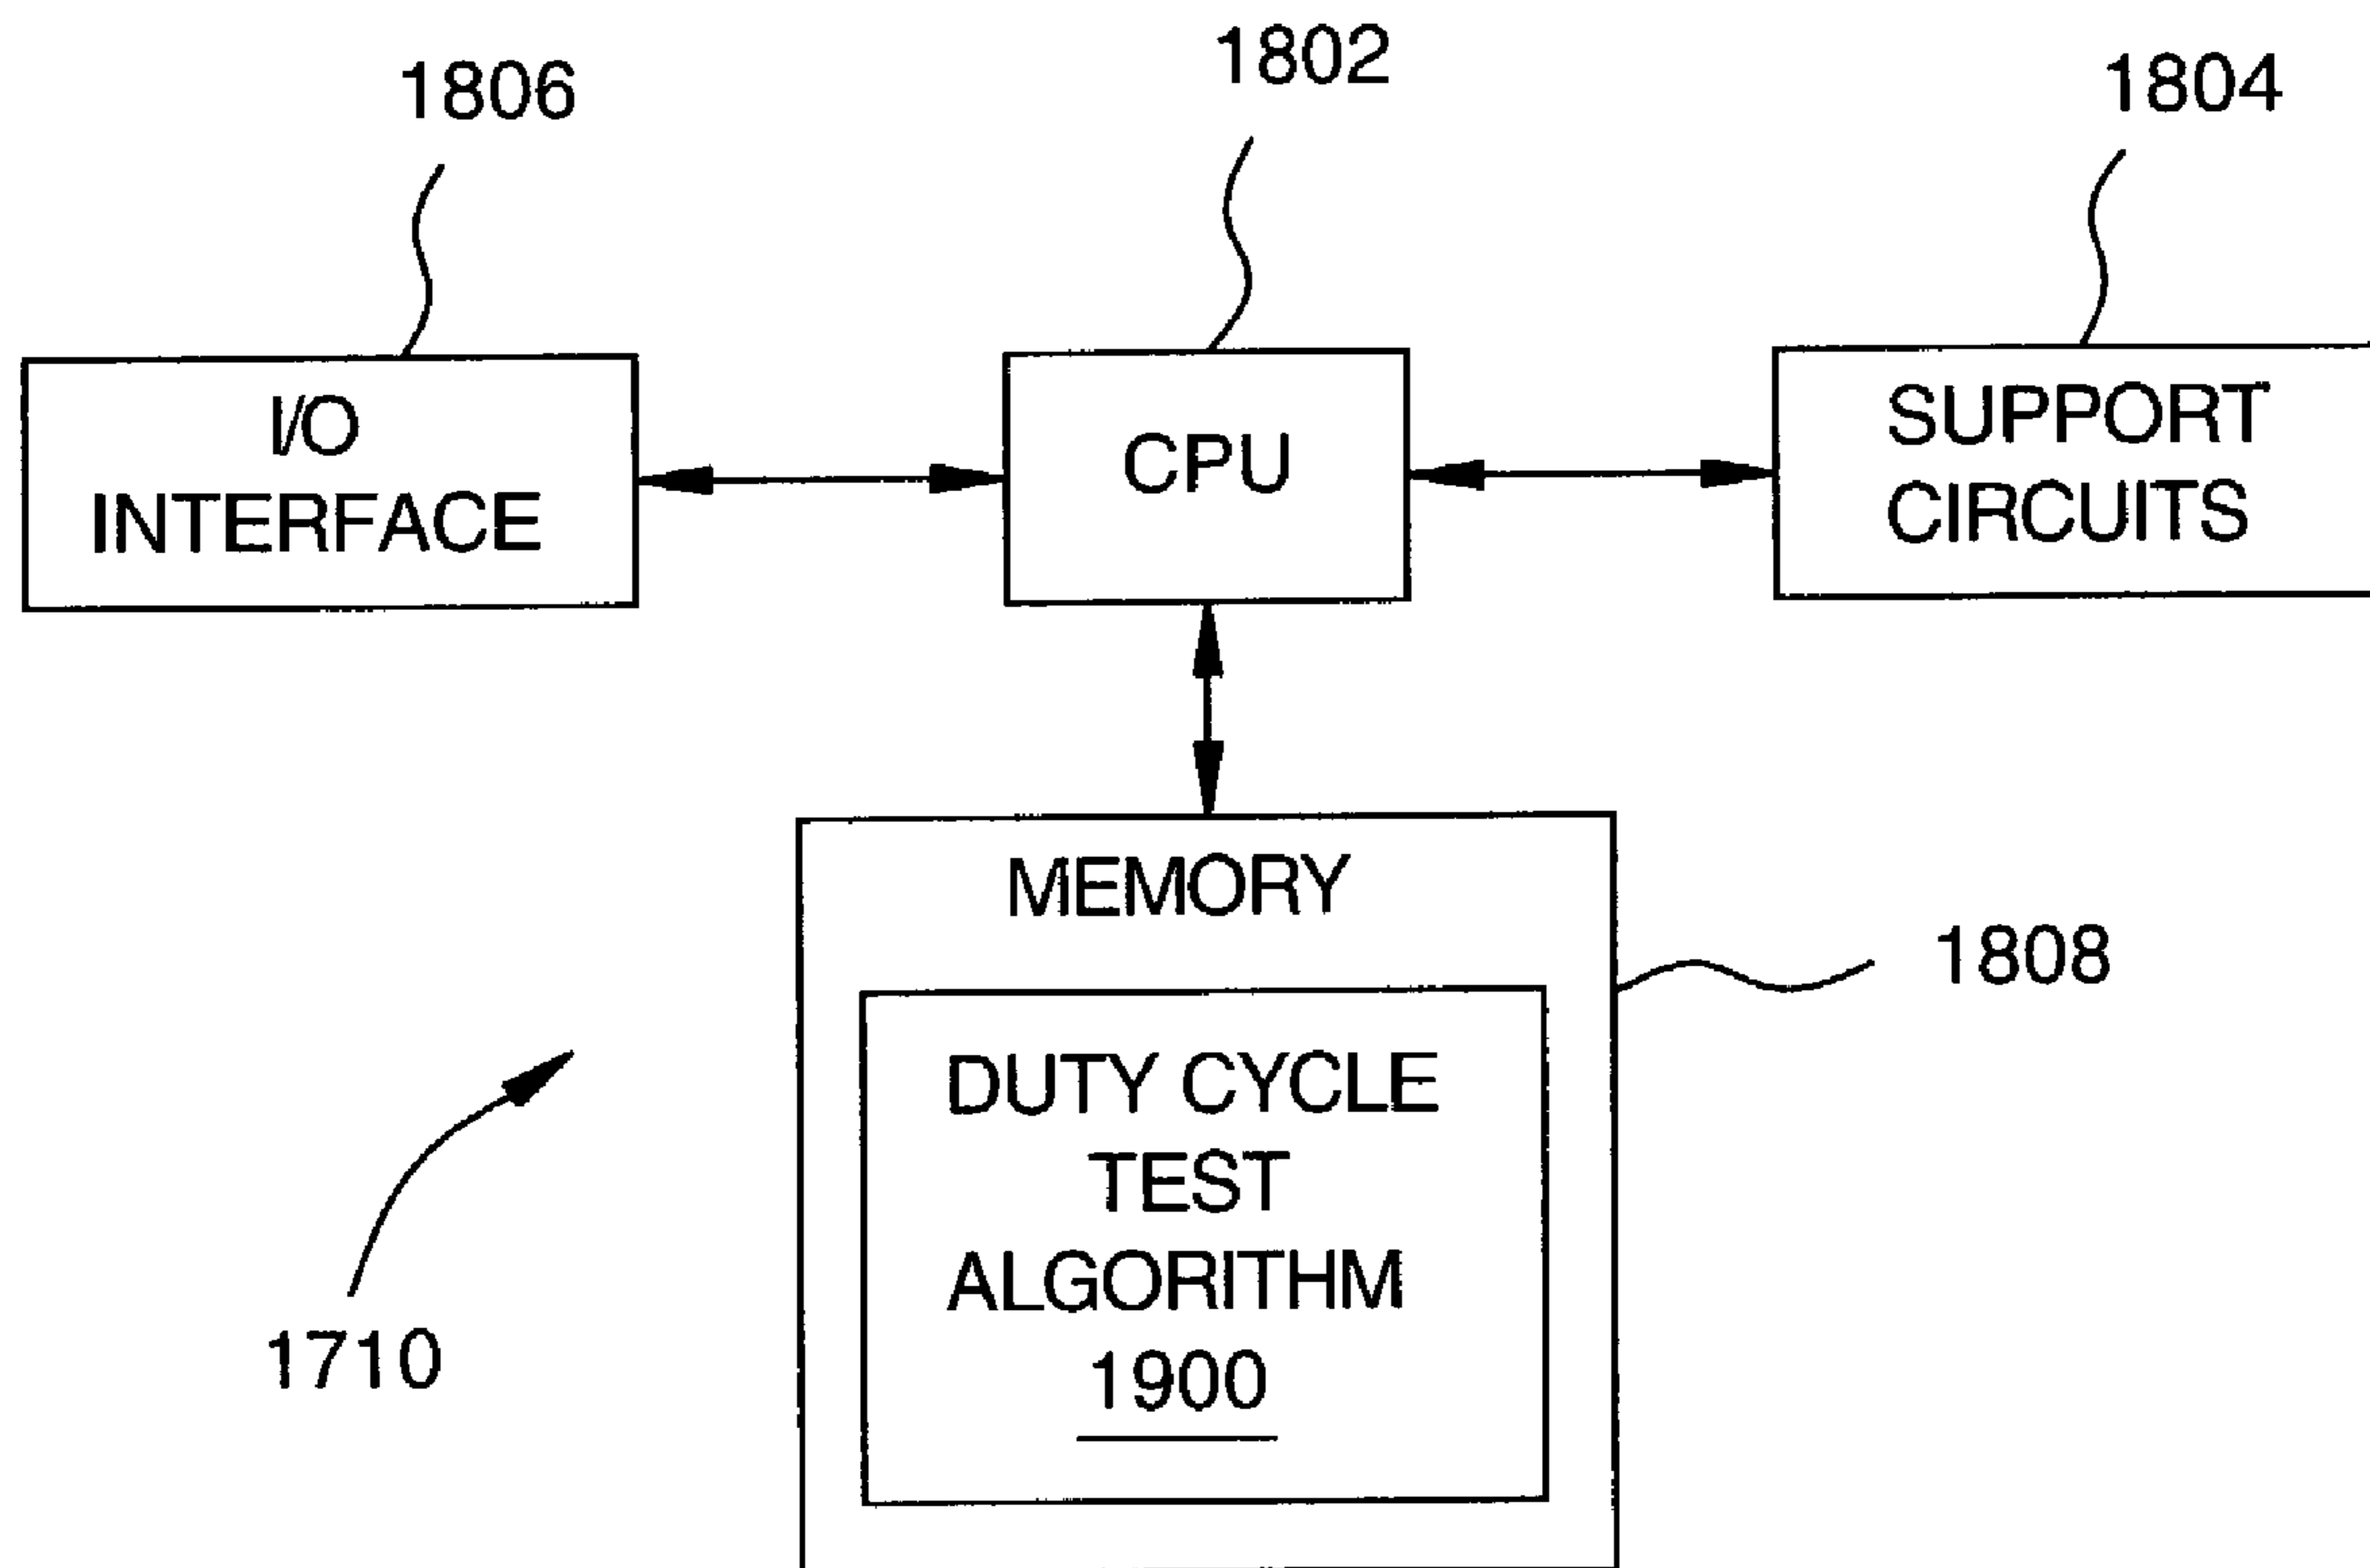 1806
1802
1804
I/O
INTERFACE
CPU
SUPPORT
CIRCUITS
MEMORY
1808
DUTY CYCLE
TEST
ALGORITHM
1900
1710